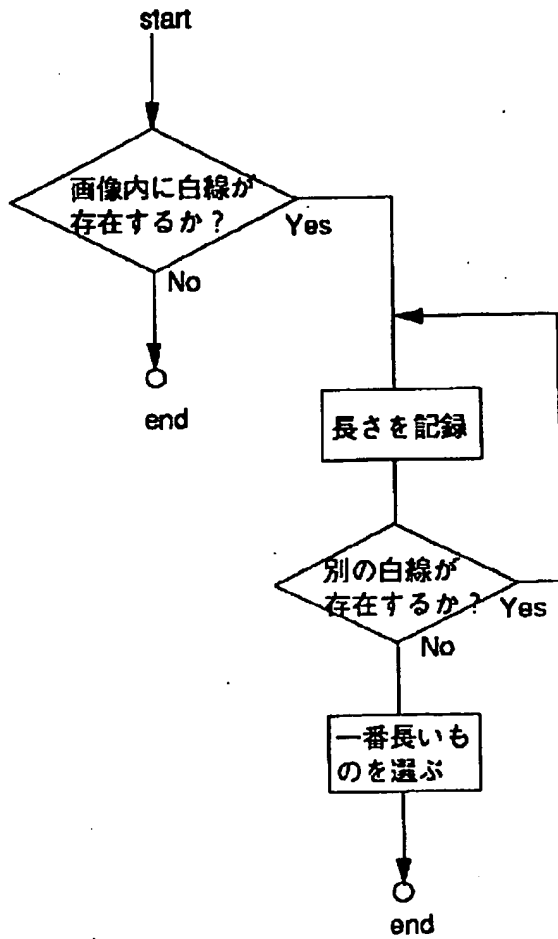 start
画像内に白線が
存在するか？
Yes
No
end
長さを記録
別の白線が
存在するか？
Yes
No
一番長いも
のを選ぶ
end